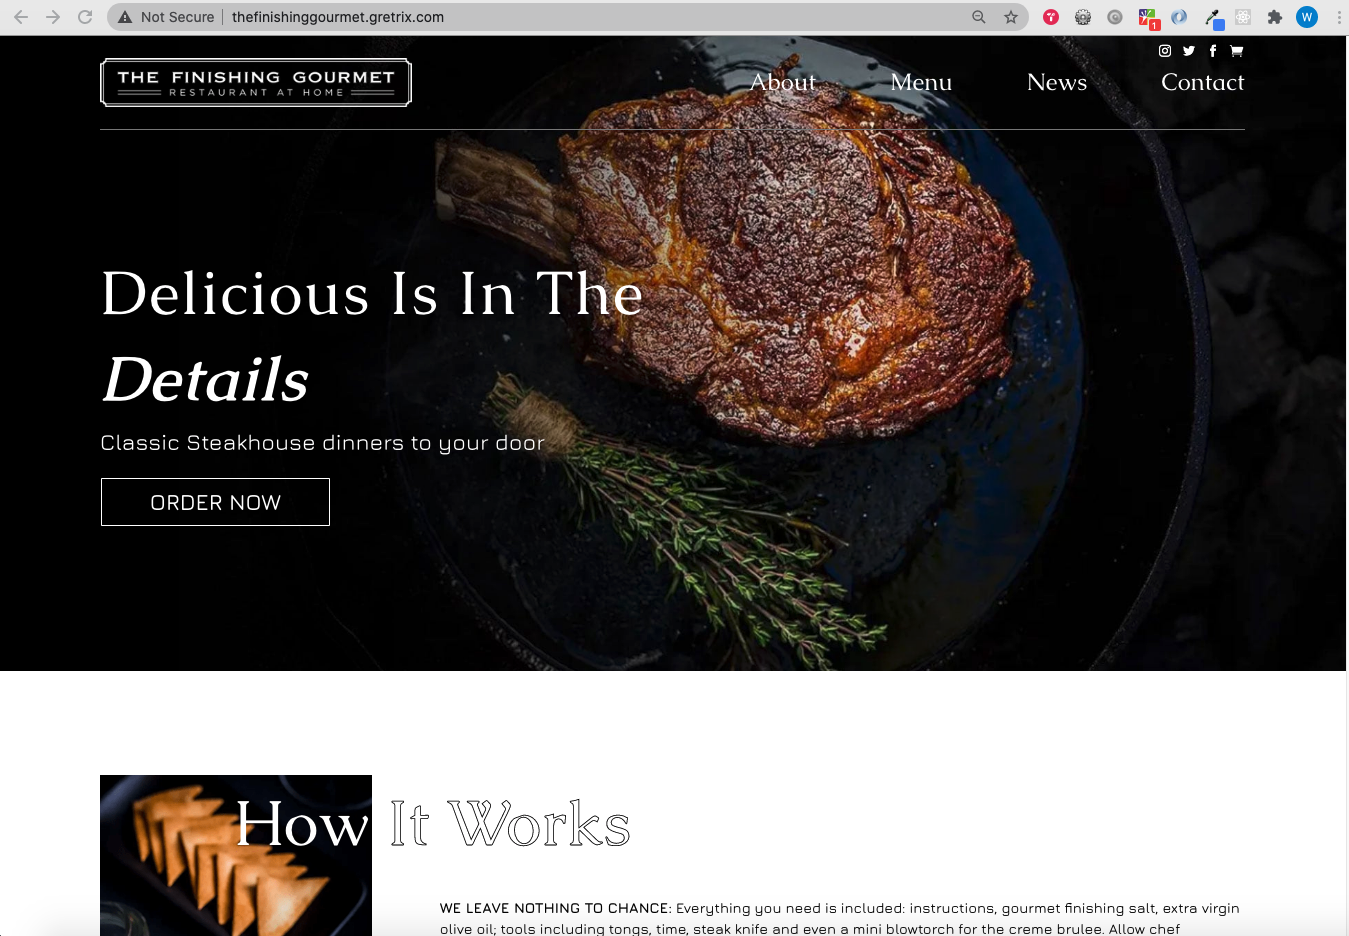 Not Secure
thefinishinggourmet.gretrix.com
1
W
THE FINISHING GOURMET
RESTAURANT AT HOME
About
Menu
News
Contact
Delicious Is In The
Details
Classic Steakhouse dinners to your door
ORDER NOW
How It Works
WE LEAVE NOTHING TO CHANCE: Everything you need is included: instructions, gourmet finishing salt, extra virgin
olive oil; tools including tongs, time, steak knife and even a mini blowtorch for the creme brulee. Allow chef